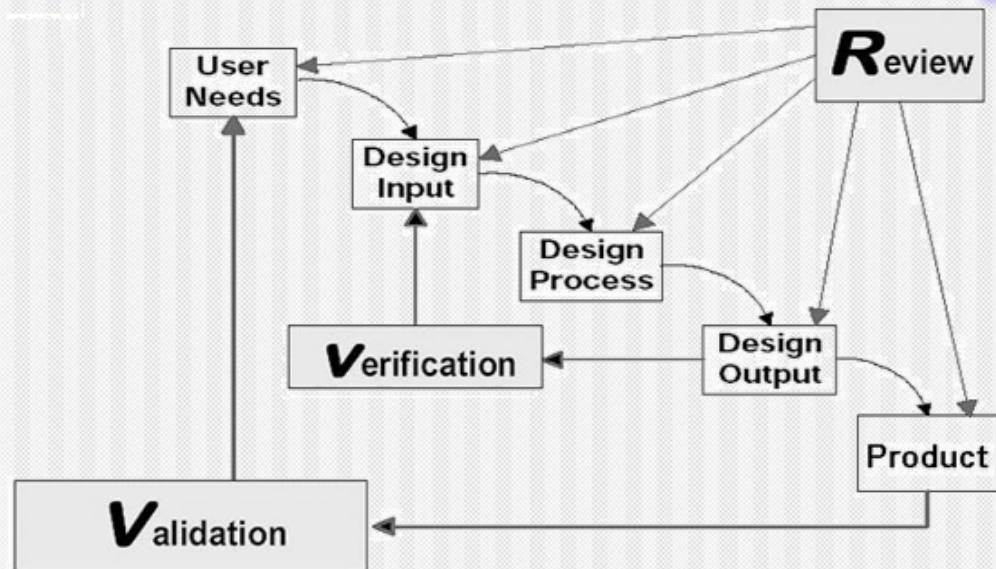 Review
User
Needs
Design
Input
Design
Process
Verification
Design
Output
Product
Validation